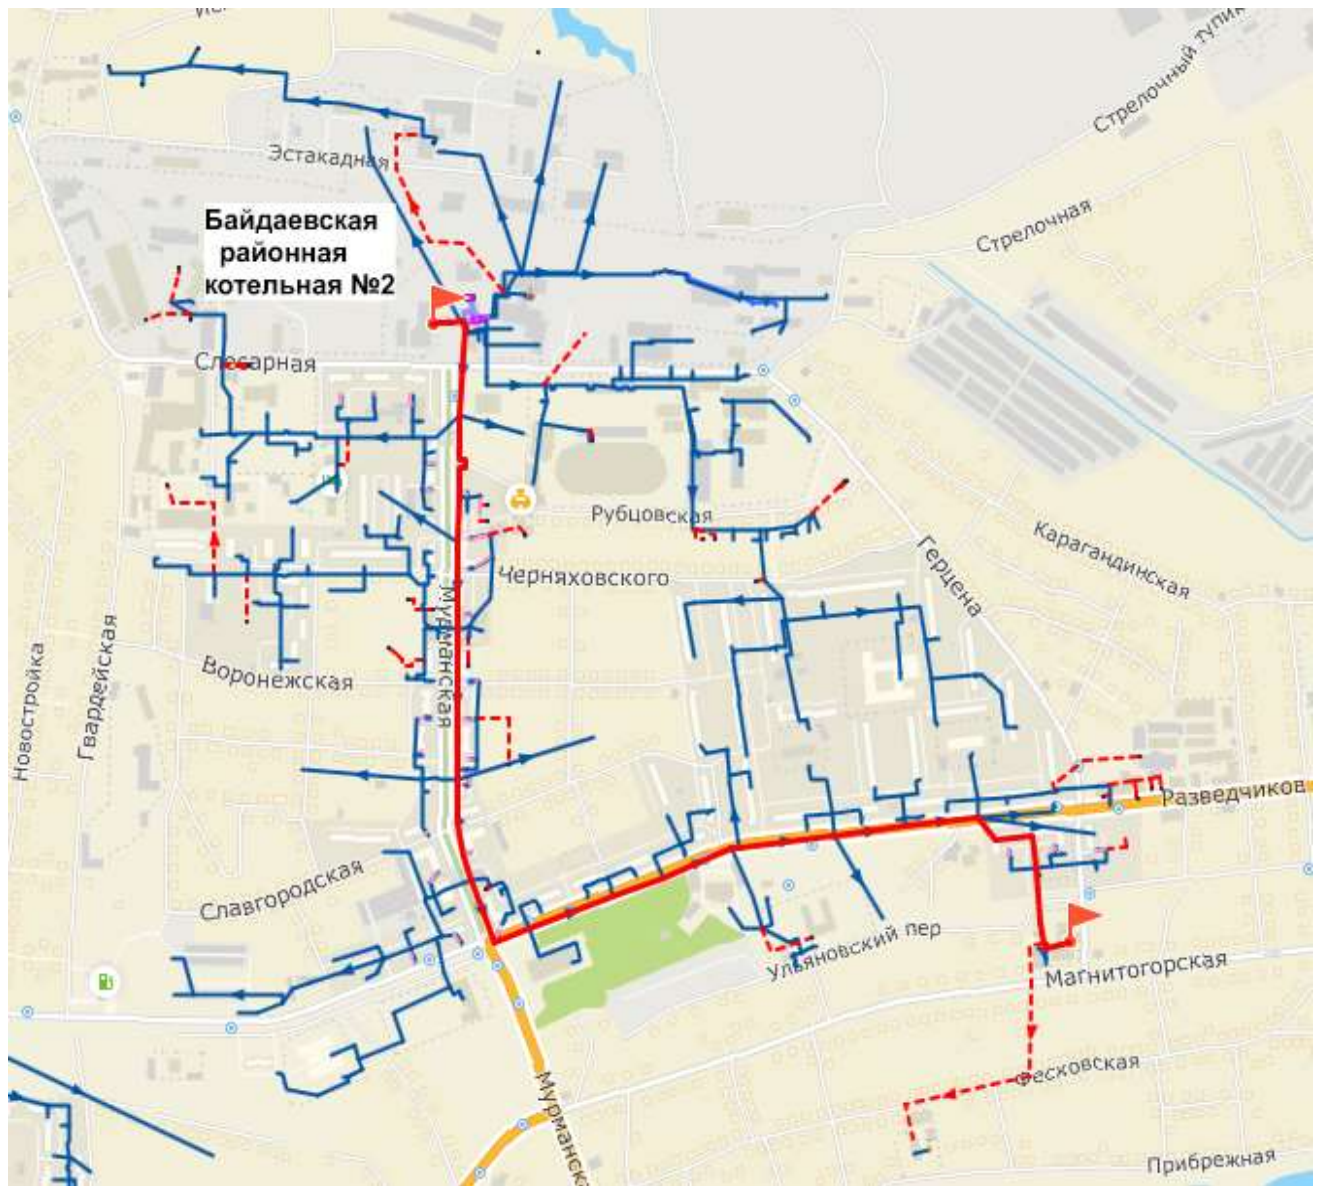 Стрелочный тупик
Эстакадная
Байдаевская
районная
котельная №2
Стрелочная
Слесарная
Рубцовская
Карагандинская
Герцена
Черняховского
Мурманская
Гвардейская
Новостройка
Воронежская
Разведчиков
Славгородская
Ульяновский пер
Магнитогорская
Фесковская
Мурманска
Прибрежная